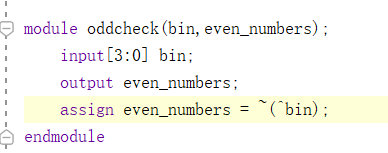 module oddcheck(bin,even_numbers);
input[3:0] bin;
output even_numbers;
assign even_numbers = ~(^bin);
endmodule